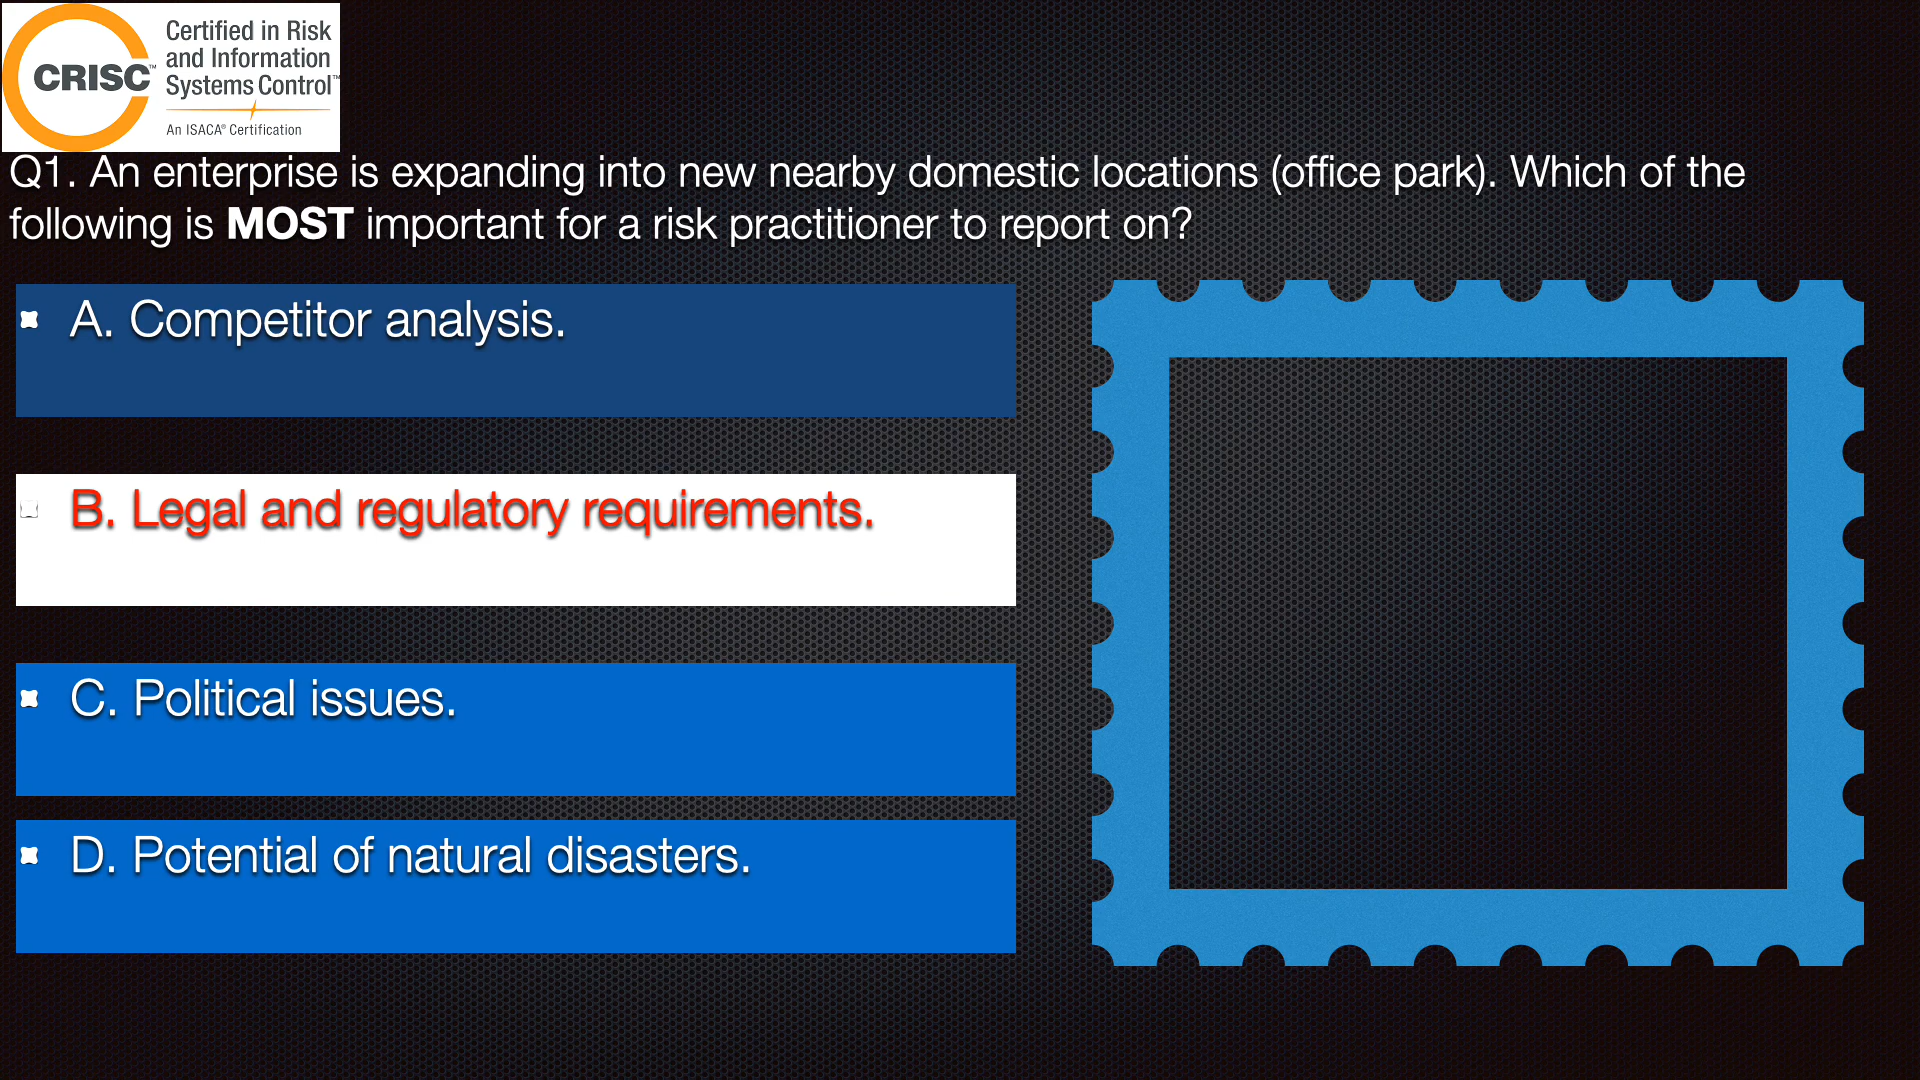 CRISC™
Certified in Risk
and Information
Systems Control™
An ISACA® Certification
Q1. An enterprise is expanding into new nearby domestic locations (office park). Which of the
following is MOST important for a risk practitioner to report on?
A. Competitor analysis.
B. Legal and regulatory requirements.
C. Political issues.
D. Potential of natural disasters.